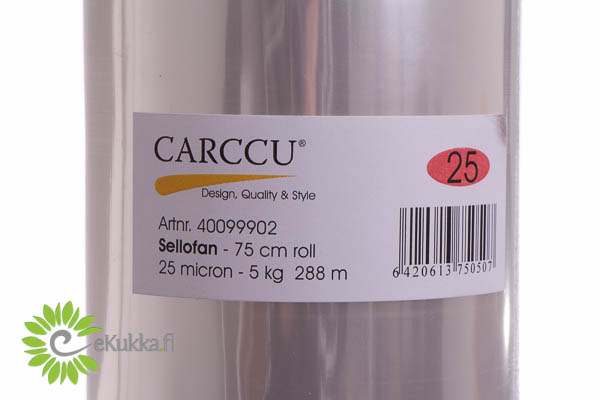 CARCCU®
Design, Quality & Style
25
Artnr. 40099902
Sellofan - 75 cm roll
25 micron - 5 kg 288 m
6 420613 750507
e eKukka.fi